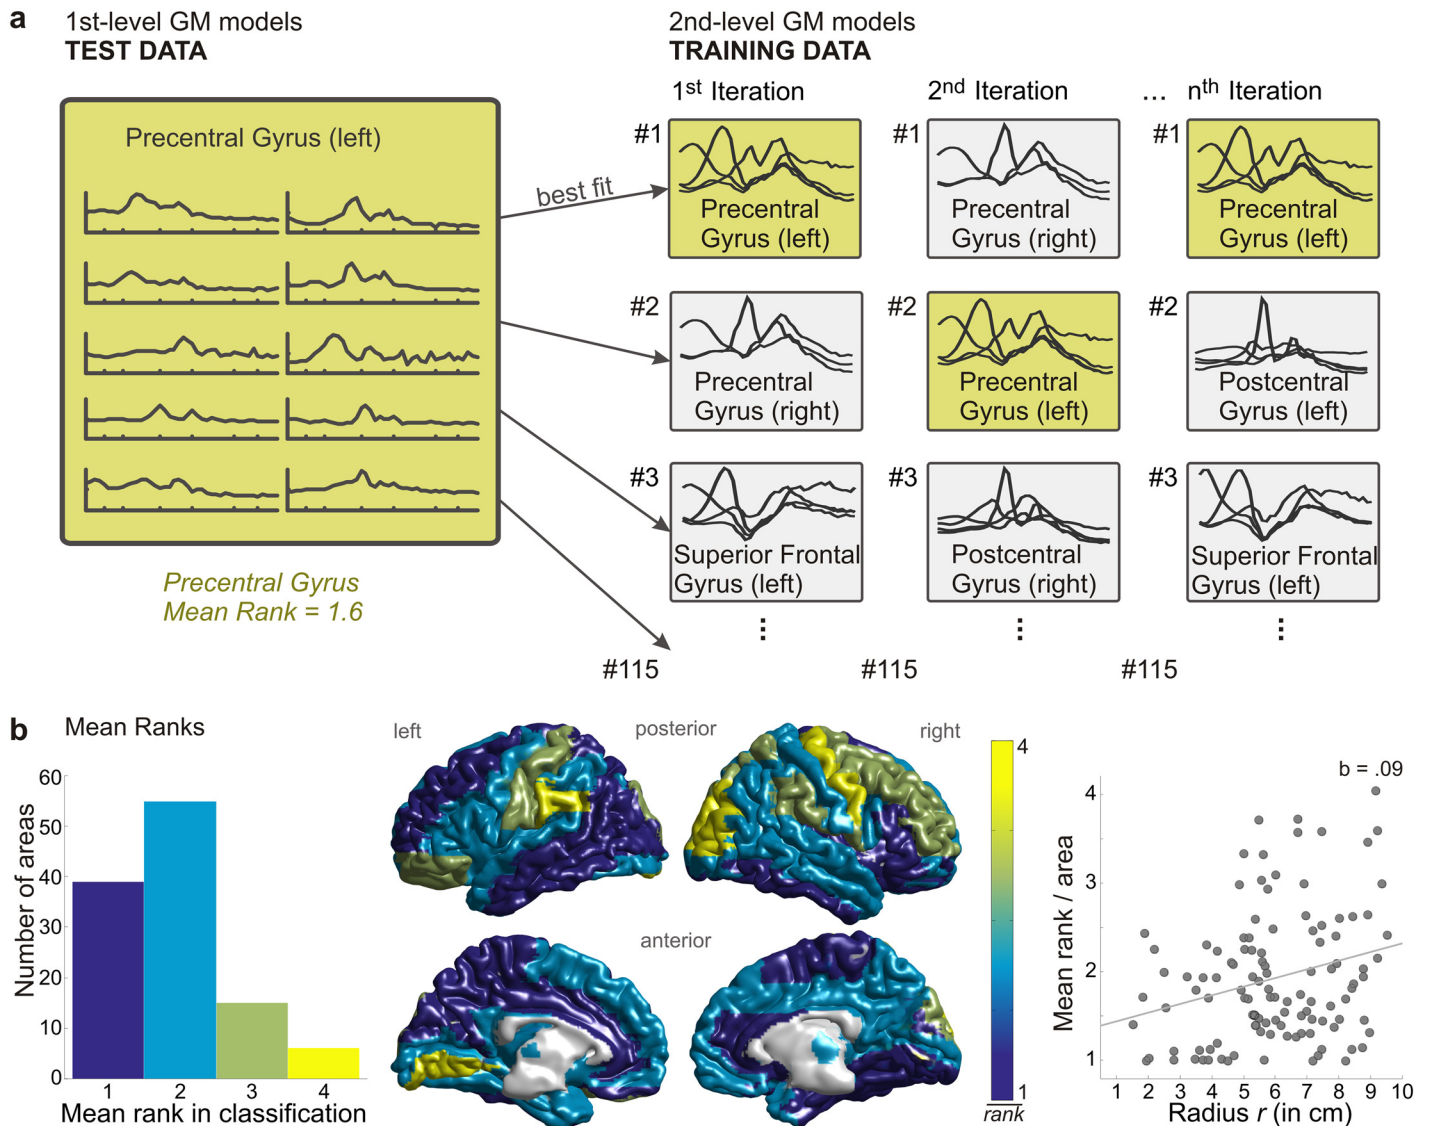 a
1st-level GM models
TEST DATA
2nd-level GM models
TRAINING DATA
1st Iteration
2nd Iteration
... nth Iteration
Precentral Gyrus (left)
best fit
#1
Precentral
Gyrus (left)
#1
Precentral
Gyrus (right)
#1
Precentral
Gyrus (left)
#2
Precentral
Gyrus (right)
#2
Precentral
Gyrus (left)
#2
Postcentral
Gyrus (left)
#3
Superior Frontal
Gyrus (left)
#3
Postcentral
Gyrus (right)
#3
Superior Frontal
Gyrus (left)
Precentral Gyrus
Mean Rank = 1.6
#115
#115
#115
b
Mean Ranks
Number of areas
60
50
40
30
20
10
0
1 2 3 4
Mean rank in classification
left
posterior
right
anterior
4
1
rank
b = .09
Mean rank / area
4
3
2
1
1 2 3 4 5 6 7 8 9 10
Radius r (in cm)